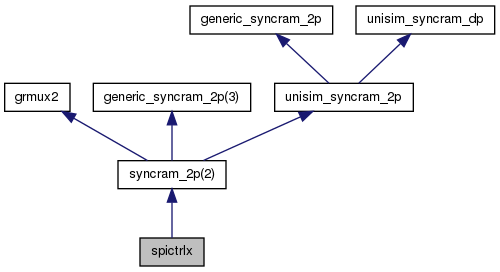 generic_syncram_2p
unisim_syncram_dp
grmux2
generic_syncram_2p(3)
unisim_syncram_2p
syncram_2p(2)
spictrlx